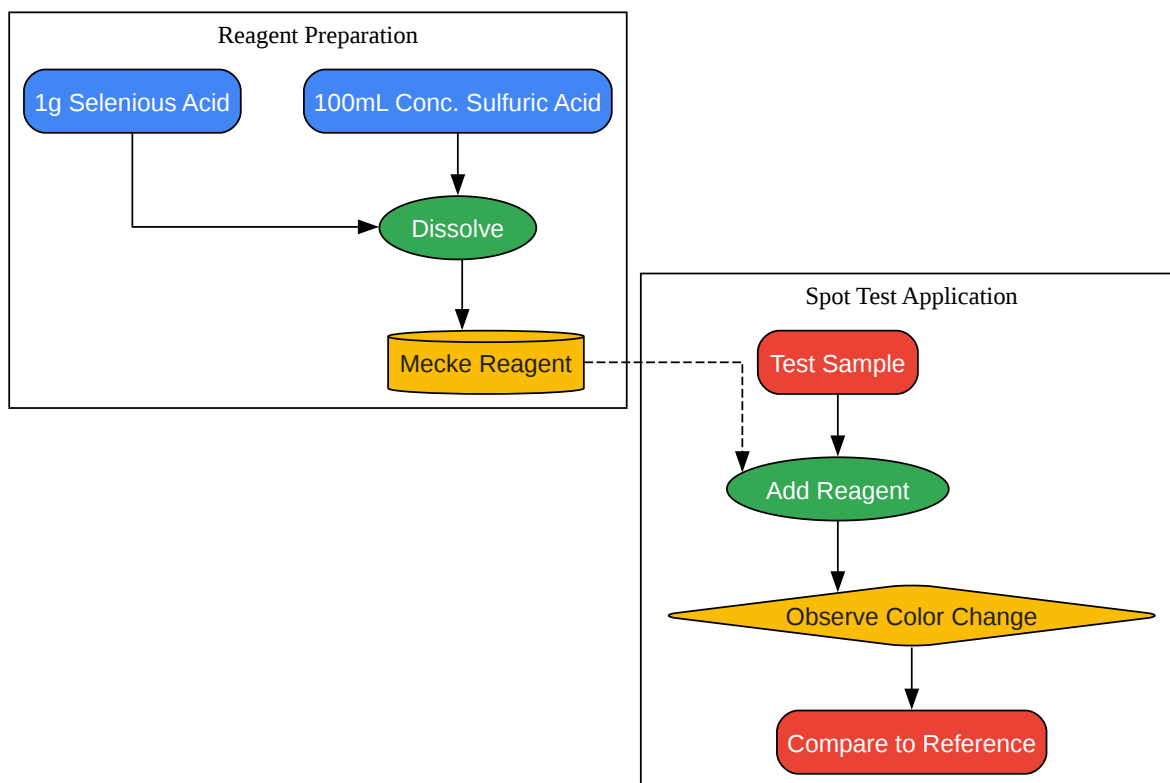 Reagent Preparation
1g Selenious Acid
100mL Conc. Sulfuric Acid
Dissolve
Mecke Reagent
Spot Test Application
Test Sample
Add Reagent
Observe Color Change
Compare to Reference